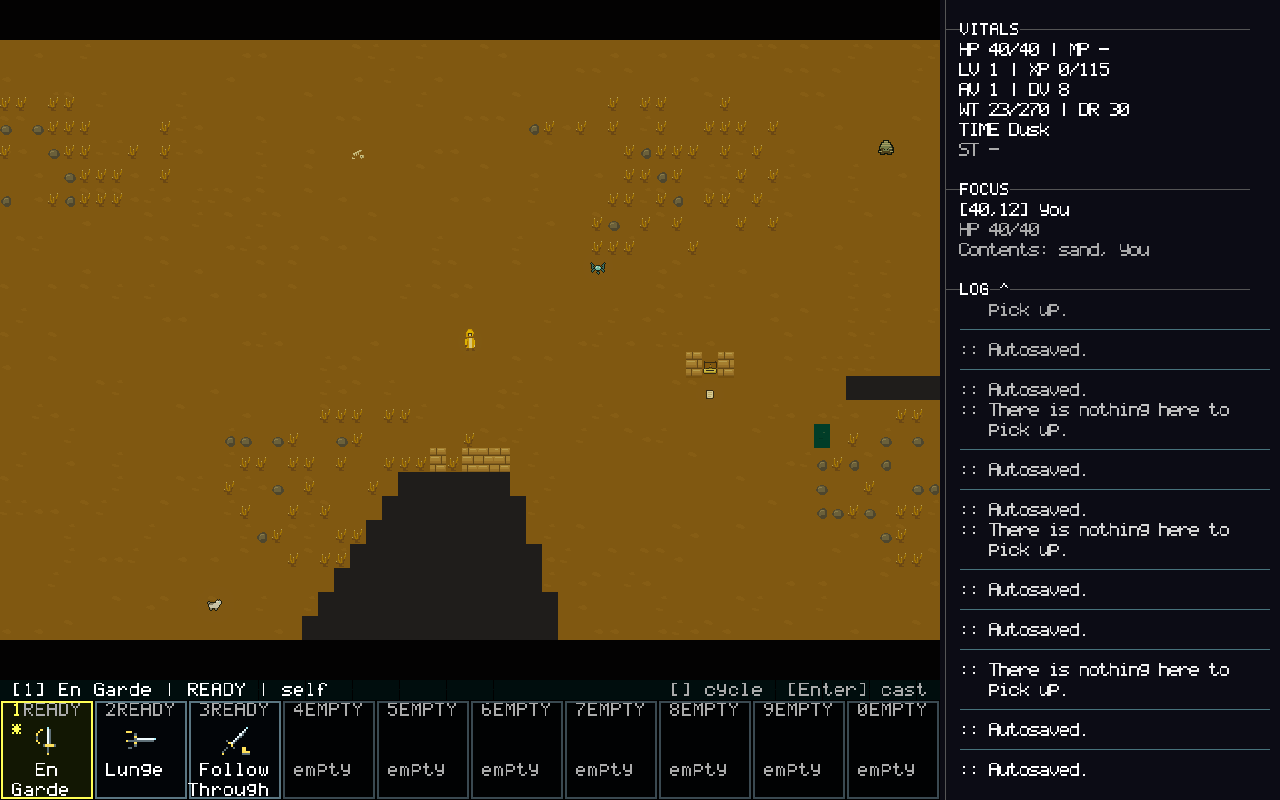 VITALS
HP 40/40 | MP -
LV 1 | XP 0/115
AV 1 | DV 8
WT 23/270 | DR 30
TIME Dusk
ST -
FOCUS
[40,12] You
HP 40/40
Contents: sand, You
LOG ^
Pick up.
:: Autosaved.
:: Autosaved.
:: There is nothing here to
Pick up.
:: Autosaved.
:: Autosaved.
:: There is nothing here to
Pick up.
:: Autosaved.
:: Autosaved.
:: There is nothing here to
Pick up.
:: Autosaved.
:: Autosaved.
[1] En Garde | READY | self
[] cycle [Enter] cast
1READY 2READY 3READY 4EMPTY 5EMPTY 6EMPTY 7EMPTY 8EMPTY 9EMPTY 0EMPTY
*
En Lunge Follow empty empty empty empty empty empty empty
Garde Through